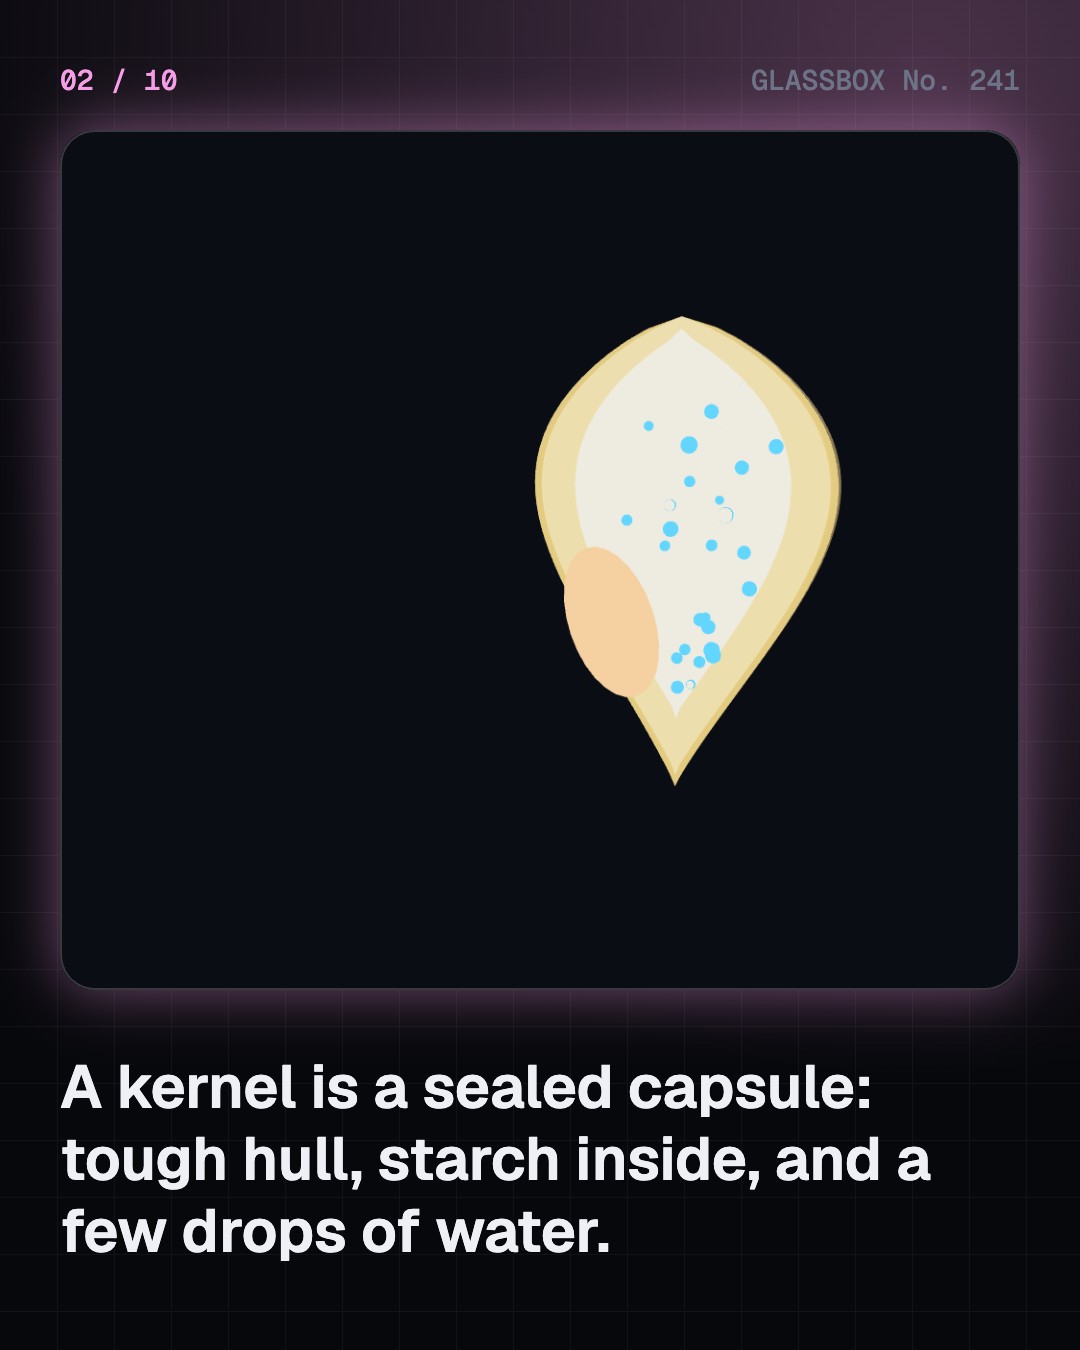 02 / 10
GLASSBOX No. 241
A kernel is a sealed capsule:
tough hull, starch inside, and a
few drops of water.